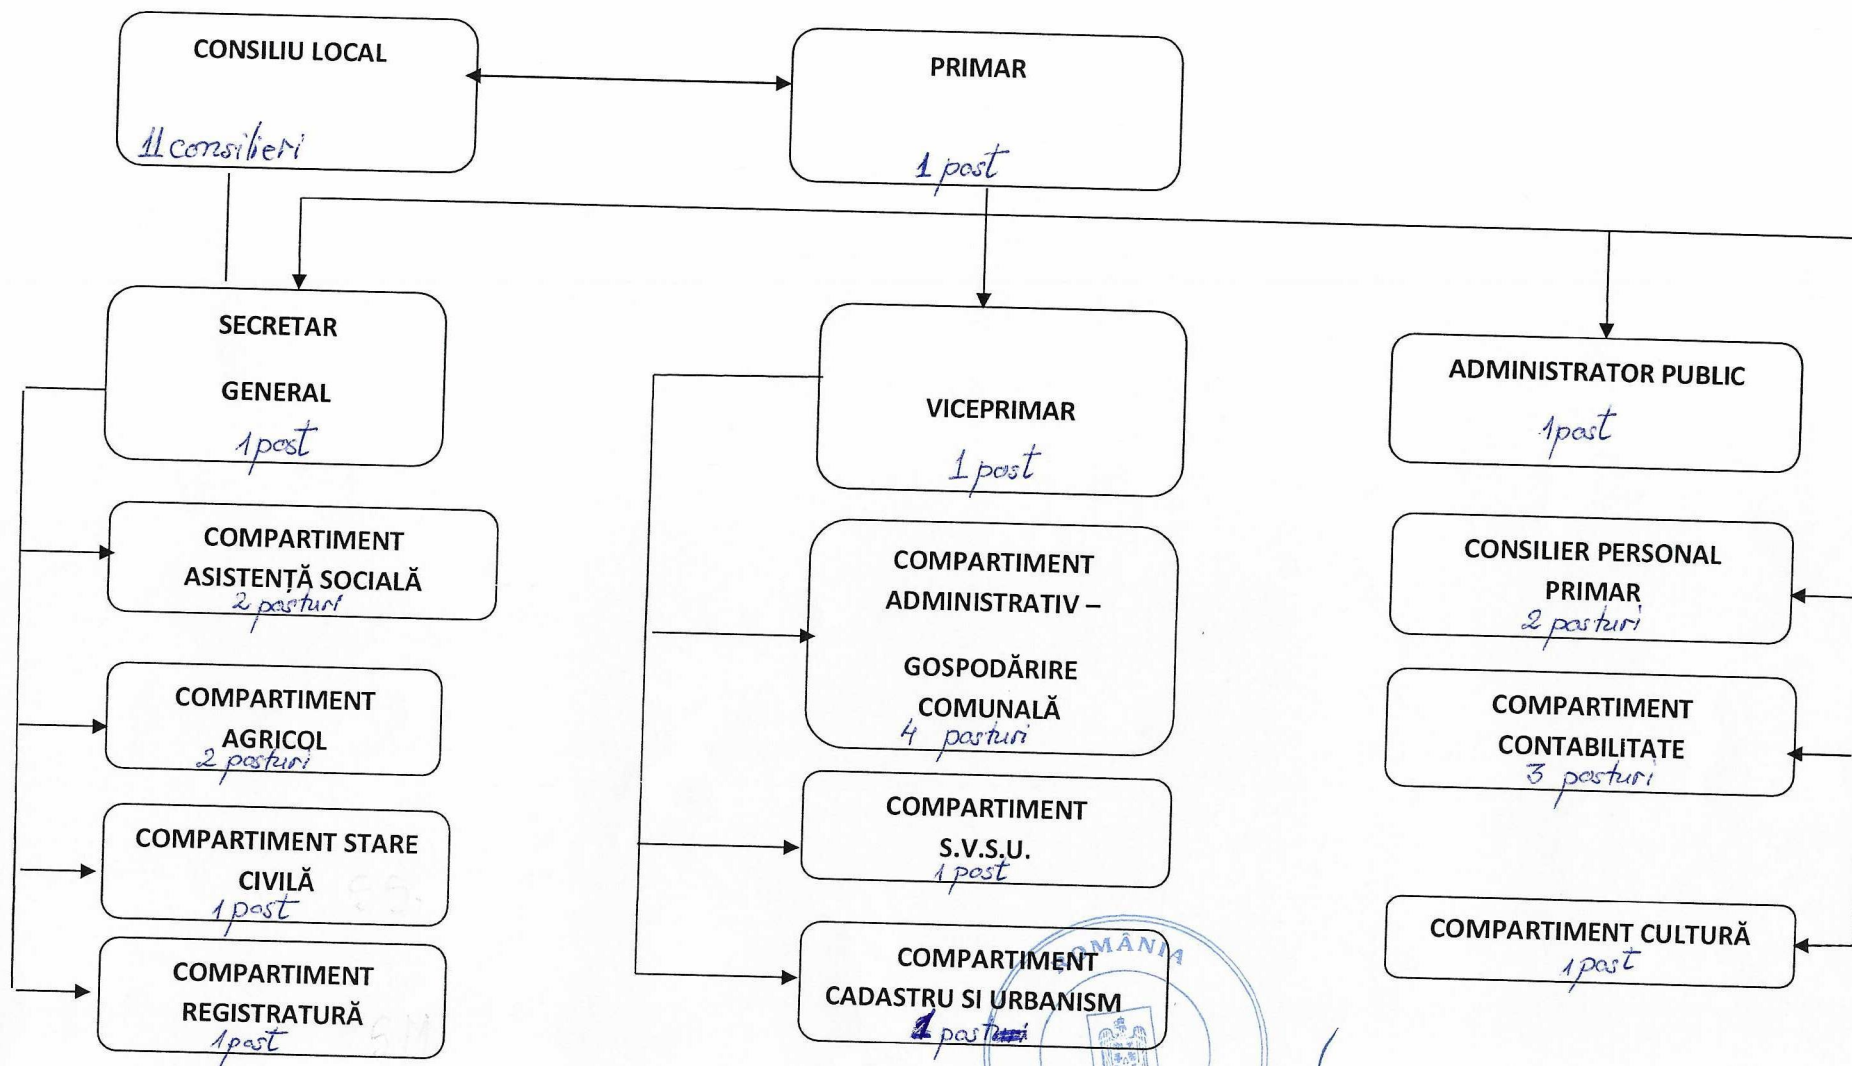 CONSILIU LOCAL
11 consilieri
PRIMAR
1 post
SECRETAR
GENERAL
1 post
VICEPRIMAR
1 post
ADMINISTRATOR PUBLIC
1 post
COMPARTIMENT
ASISTENȚĂ SOCIALĂ
2 posturi
COMPARTIMENT
AGRICOL
2 posturi
COMPARTIMENT STARE
CIVILĂ
1 post
COMPARTIMENT
REGISTRATURĂ
1 post
COMPARTIMENT
ADMINISTRATIV –
GOSPODĂRIRE
COMUNALĂ
4 posturi
COMPARTIMENT
S.V.S.U.
1 post
COMPARTIMENT
CADASTRU SI URBANISM
1 post
ROMÂNIA
CONSILIER PERSONAL
PRIMAR
2 posturi
COMPARTIMENT
CONTABILITATE
3 posturi
COMPARTIMENT CULTURĂ
1 post